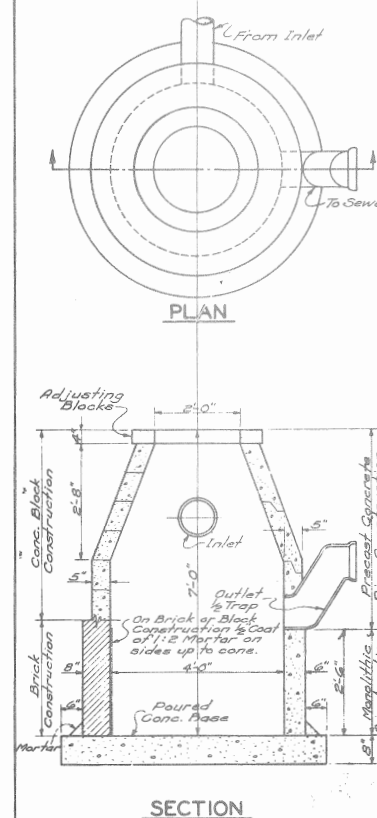 From Inlet
To Sewe
PLAN
Adjusting
Blocks
2'-0"
4"
Conc. Block
Construction
2'-8"
Inlet
5"
5"
7'-0"
Precast Concrete
Outlet
½ Trap
On Brick or Block
Construction ½ Coat
of 1:2 Mortar on
sides up to cone.
Brick
Construction
8"
4'-0"
6"
2'-6"
Monolithic
6"
6"
Mortar
Poured
Conc. Base
8"
SECTION